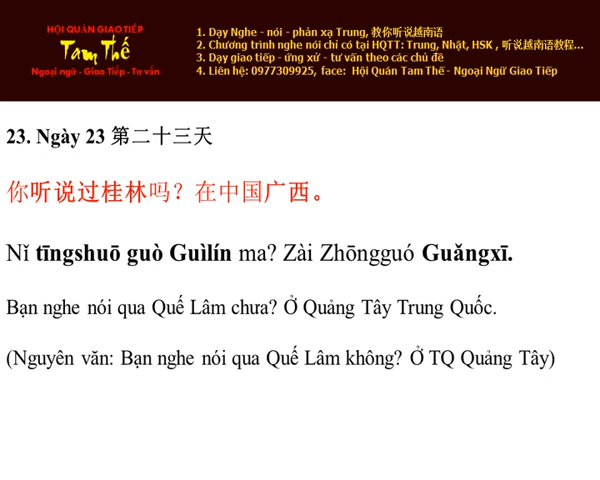 HỘI QUÁN GIAO TIẾP
Tam Thế
Ngoại ngữ - Giao Tiếp - Tư vấn
1. Dạy Nghe - nói - phản xạ Trung, 教你听说越南语
2. Chương trình nghe nói chỉ có tại HQTT: Trung, Nhật, HSK , 听说越南语教程...
3. Dạy giao tiếp - ứng xử - tư vấn theo các chủ đề
4. Liên hệ: 0977309925, face: Hội Quán Tam Thế - Ngoại Ngữ Giao Tiếp
23. Ngày 23 第二十三天
你听说过桂林吗？在中国广西。
Nǐ tīngshuō guò Guìlín ma? Zài Zhōngguó Guǎngxī.
Bạn nghe nói qua Quế Lâm chưa? Ở Quảng Tây Trung Quốc.
(Nguyên văn: Bạn nghe nói qua Quế Lâm không? Ở TQ Quảng Tây)